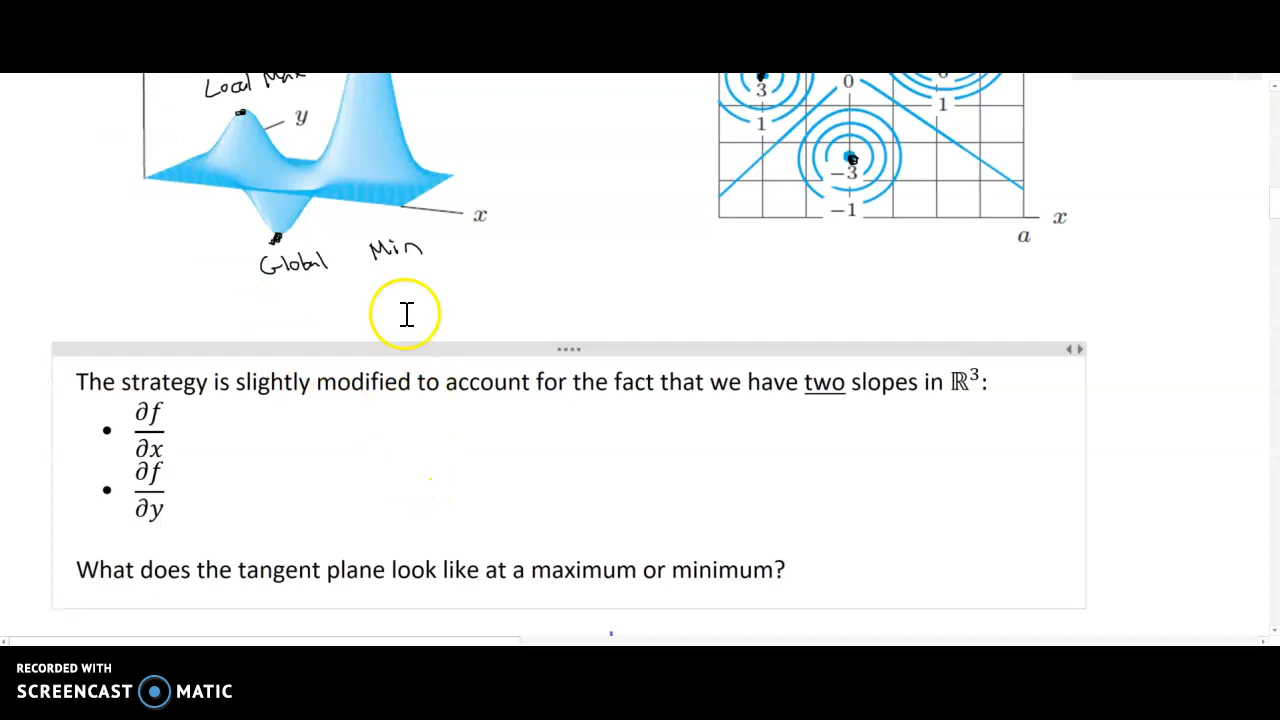 Local Max
y
x
Global Min
3
0
6
1
1
−3
−1
x
a
The strategy is slightly modified to account for the fact that we have two slopes in ℝ³:
• ∂f/∂x
• ∂f/∂y
What does the tangent plane look like at a maximum or minimum?
RECORDED WITH
SCREENCAST MATIC